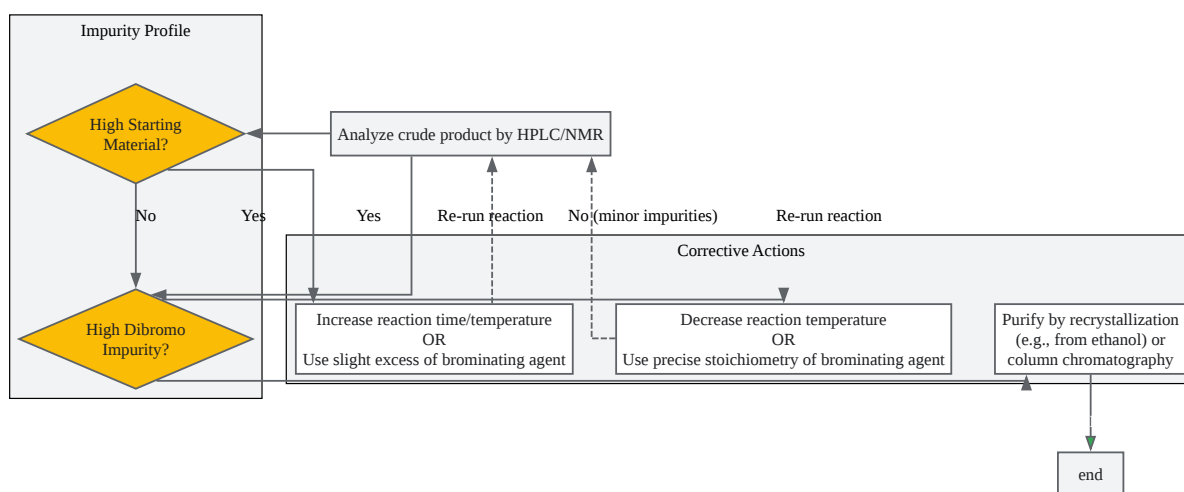 Impurity Profile
High Starting
Material?
Analyze crude product by HPLC/NMR
No
Yes
Yes
Re-run reaction
No (minor impurities)
Re-run reaction
Corrective Actions
High Dibromo
Impurity?
Increase reaction time/temperature
OR
Use slight excess of brominating agent
Decrease reaction temperature
OR
Use precise stoichiometry of brominating agent
Purify by recrystallization
(e.g., from ethanol) or
column chromatography
end